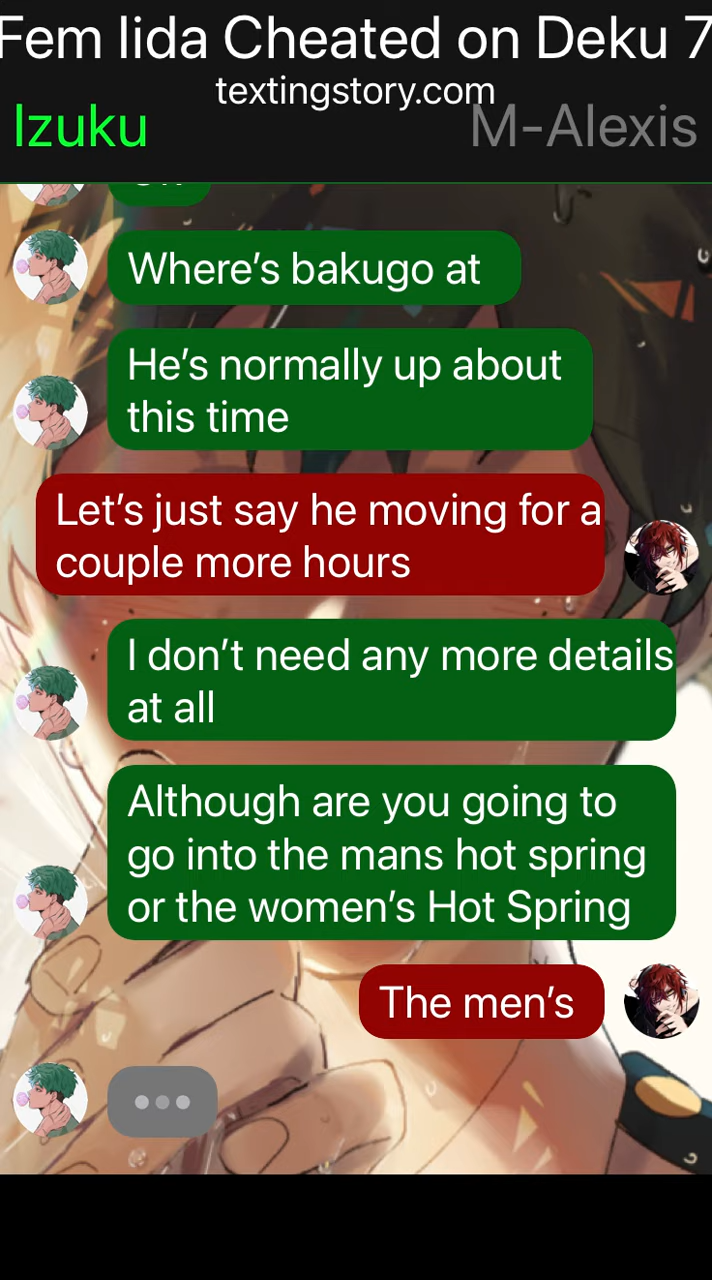 Fem Iida Cheated on Deku 7
textingstory.com
Izuku
M-Alexis
Where's bakugo at
He's normally up about
this time
Let's just say he moving for a
couple more hours
I don't need any more details
at all
Although are you going to
go into the mans hot spring
or the women's Hot Spring
The men's